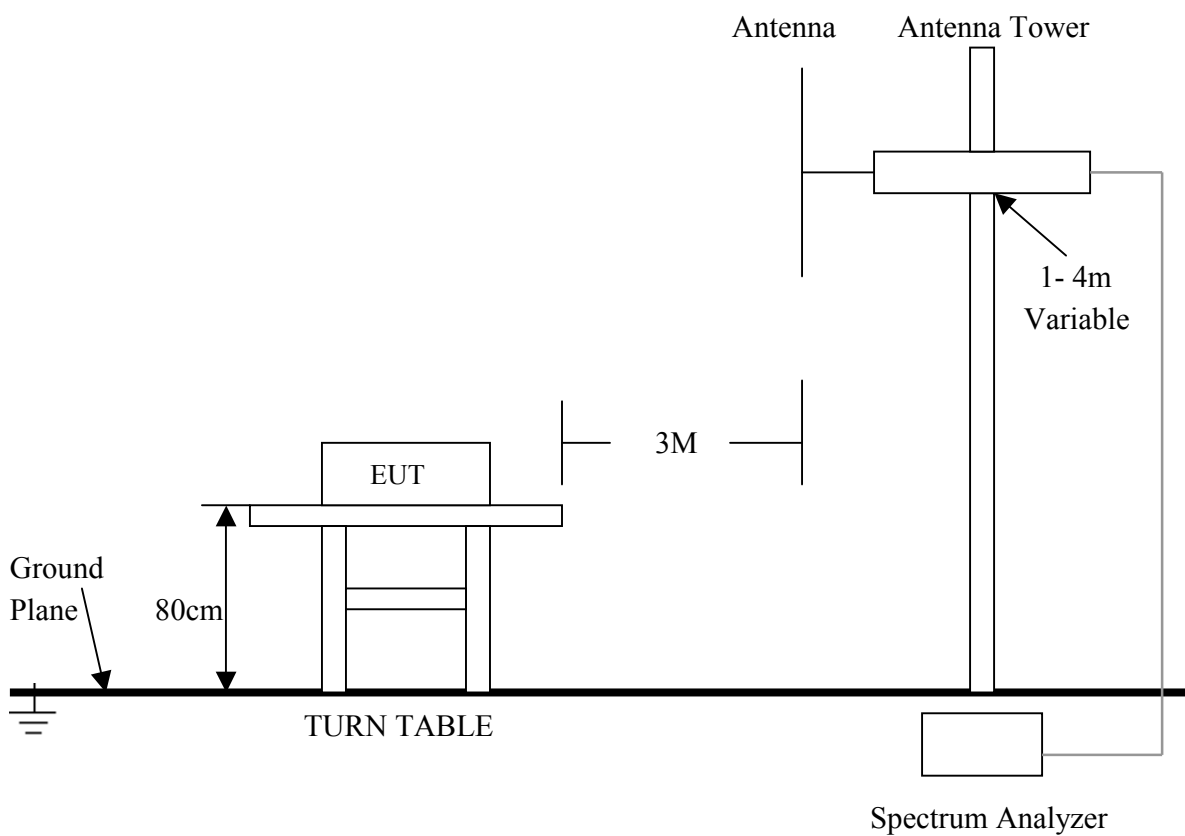 Antenna
Antenna Tower
1- 4m
Variable
3M
EUT
Ground
Plane
80cm
TURN TABLE
Spectrum Analyzer